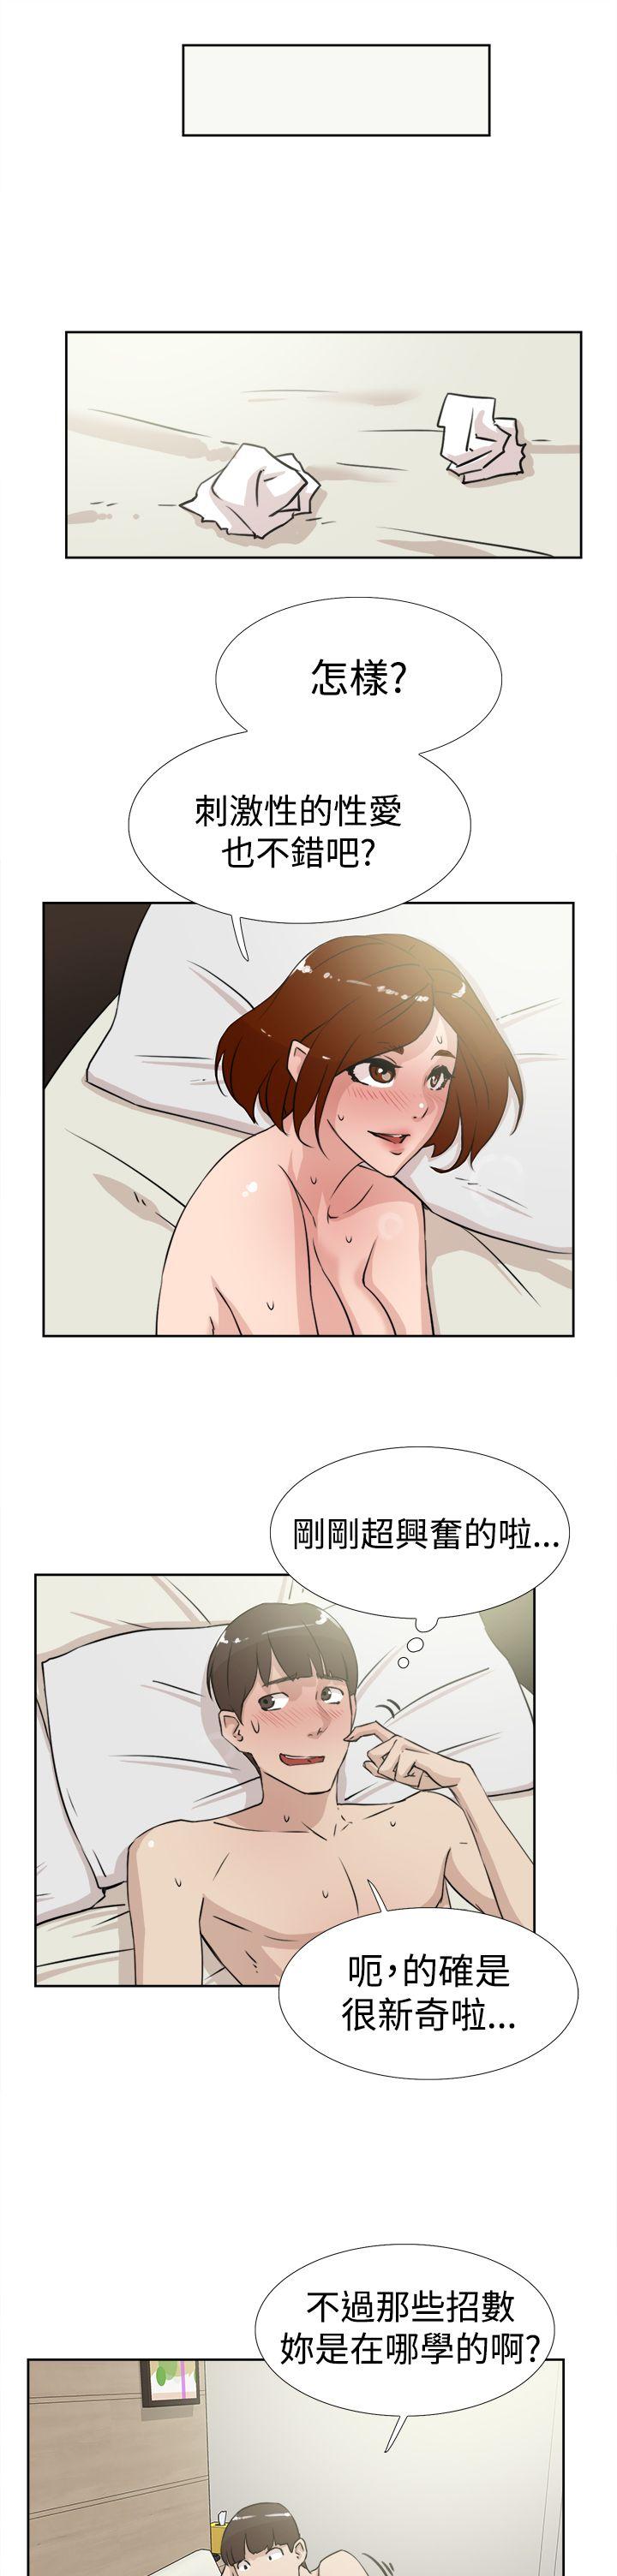 怎樣?
刺激性的性愛
也不錯吧?
剛剛超興奮的啦...
呃,的確是
很新奇啦...
不過那些招數
妳是在哪學的啊?